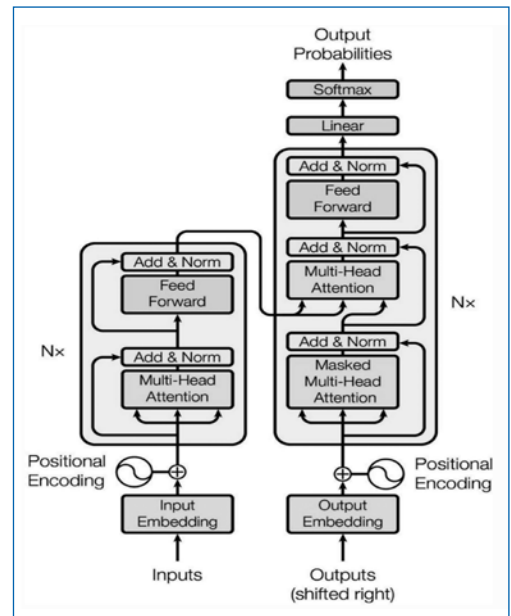 Output
Probabilities
Softmax
Linear
Add & Norm
Feed
Forward
Add & Norm
Multi-Head
Attention
Add & Norm
Masked
Multi-Head
Attention
N×
Positional
Encoding
Output
Embedding
Outputs
(shifted right)
Add & Norm
Feed
Forward
Add & Norm
Multi-Head
Attention
N×
Positional
Encoding
Input
Embedding
Inputs